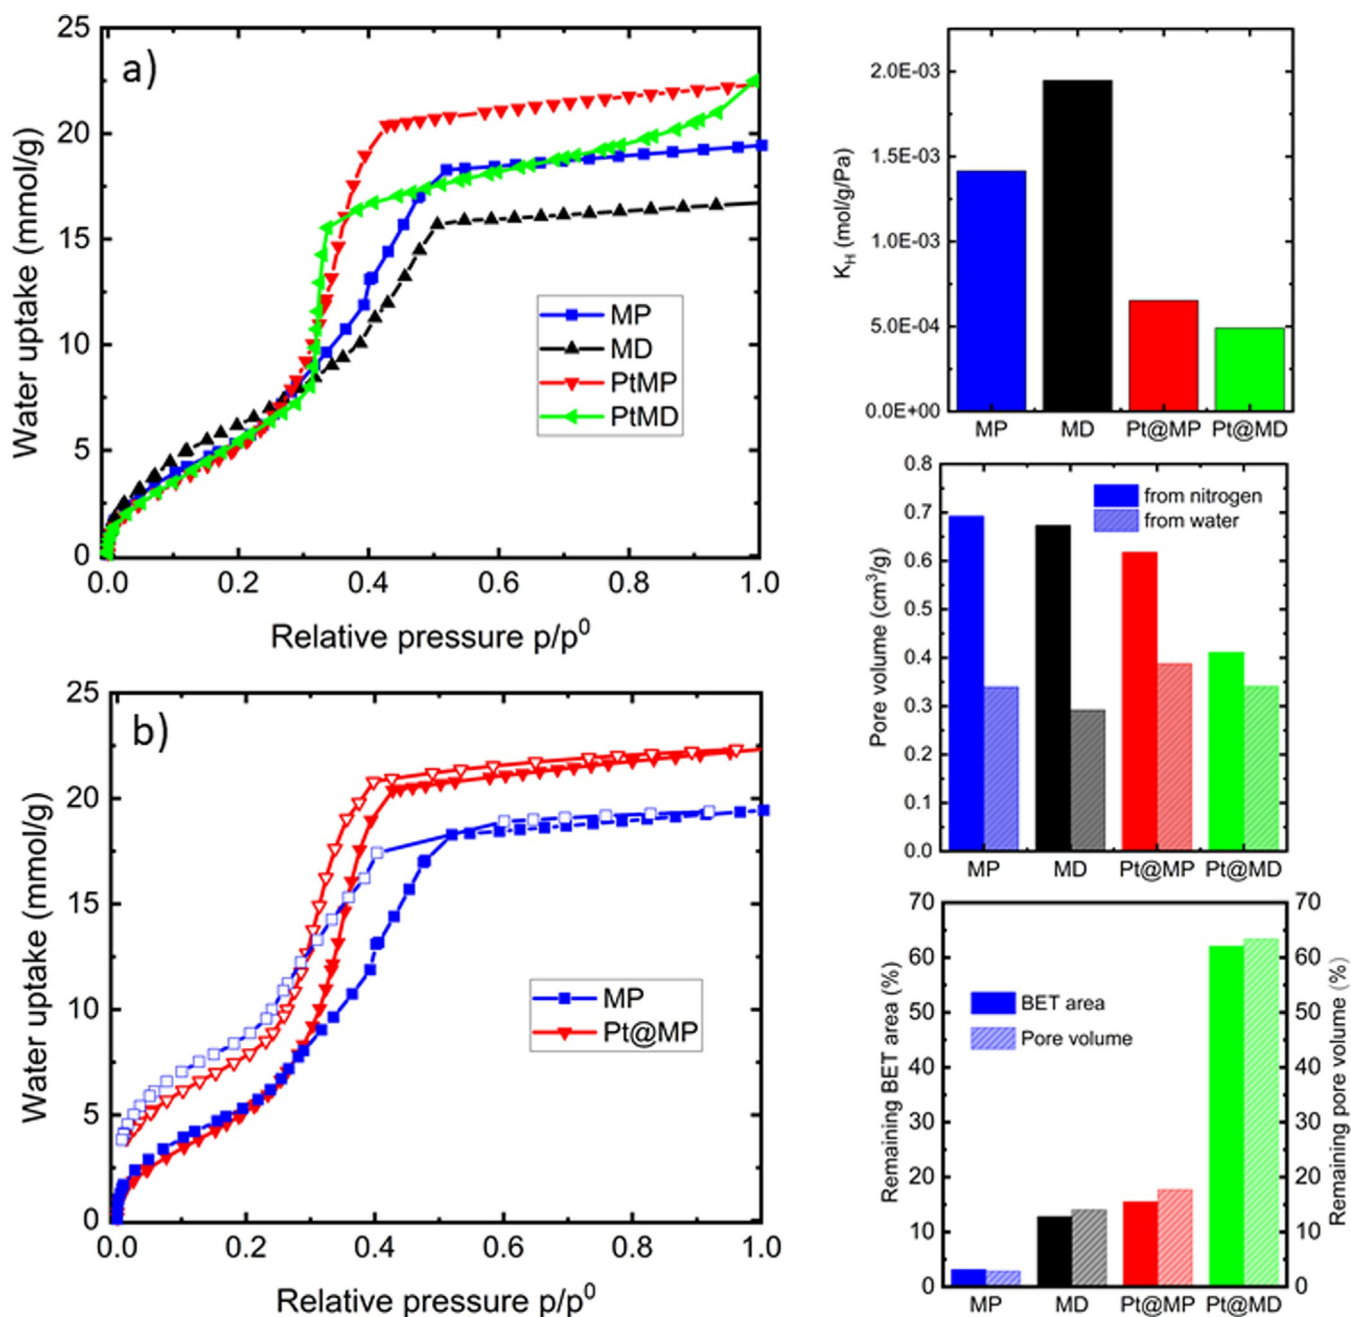 a)
25
20
15
10
5
0
Water uptake (mmol/g)
MP
MD
PtMP
PtMD
0.0 0.2 0.4 0.6 0.8 1.0
Relative pressure p/p⁰
b)
25
20
15
10
5
0
Water uptake (mmol/g)
MP
Pt@MP
0.0 0.2 0.4 0.6 0.8 1.0
Relative pressure p/p⁰
2.0E-03
1.5E-03
1.0E-03
5.0E-04
0.0E+00
K_H (mol/g/Pa)
MP MD Pt@MP Pt@MD
0.8
0.7
0.6
0.5
0.4
0.3
0.2
0.1
0.0
Pore volume (cm³/g)
from nitrogen
from water
MP MD Pt@MP Pt@MD
70 70
60 60
50 50
40 40
30 30
20 20
10 10
0 0
Remaining BET area (%)
Remaining pore volume (%)
BET area
Pore volume
MP MD Pt@MP Pt@MD